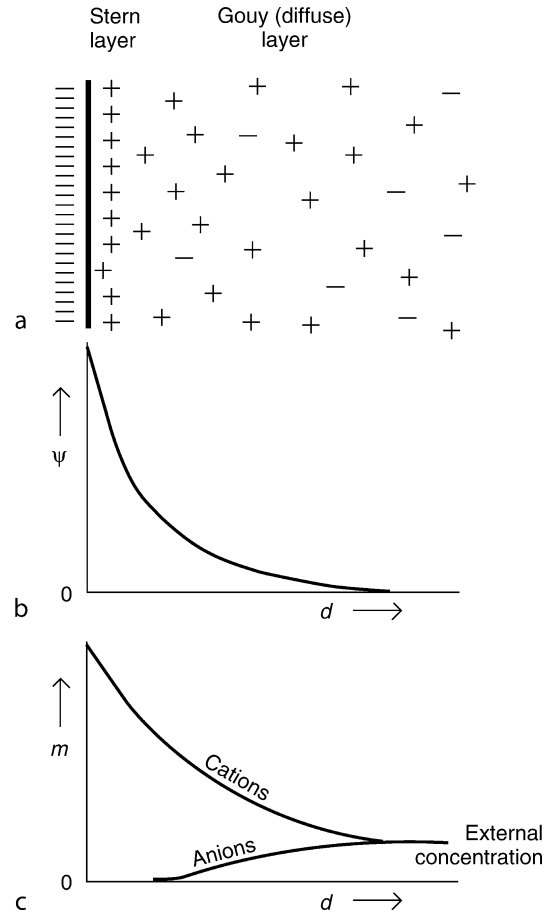 Stern
layer
Gouy (diffuse)
layer
a
ψ
0
b
d
m
Cations
Anions
External
concentration
0
c
d